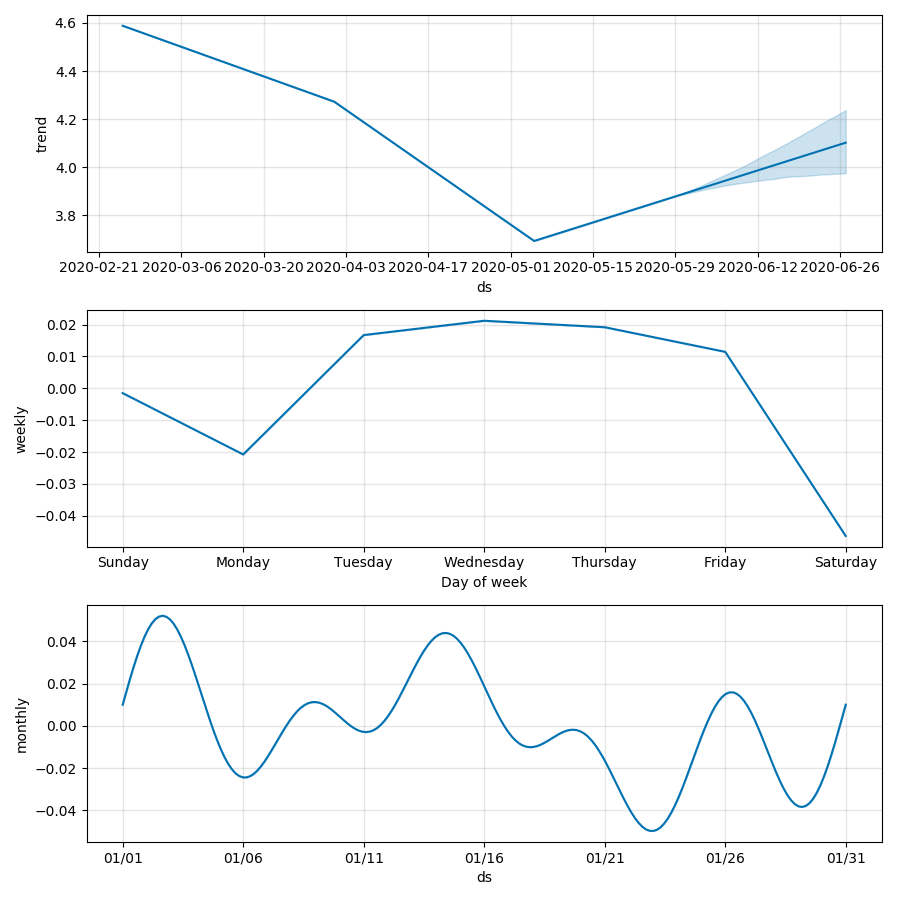 4.6
4.4
4.2
4.0
3.8
trend
2020-02-21 2020-03-06 2020-03-20 2020-04-03 2020-04-17 2020-05-01 2020-05-15 2020-05-29 2020-06-12 2020-06-26
ds
0.02
0.01
0.00
−0.01
−0.02
−0.03
−0.04
weekly
Sunday Monday Tuesday Wednesday Thursday Friday Saturday
Day of week
0.04
0.02
0.00
−0.02
−0.04
monthly
01/01 01/06 01/11 01/16 01/21 01/26 01/31
ds